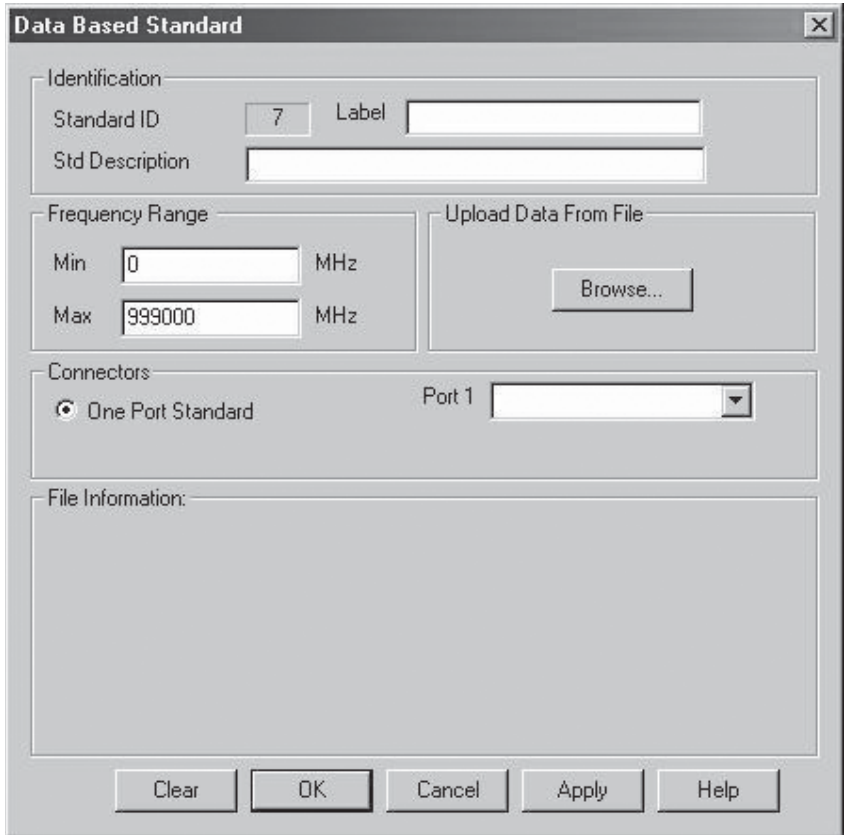 Data Based Standard
Identification
Standard ID 7 Label
Std Description
Frequency Range
Min 0 MHz
Max 999000 MHz
Upload Data From File
Browse...
Connectors
One Port Standard Port 1
File Information:
Clear OK Cancel Apply Help